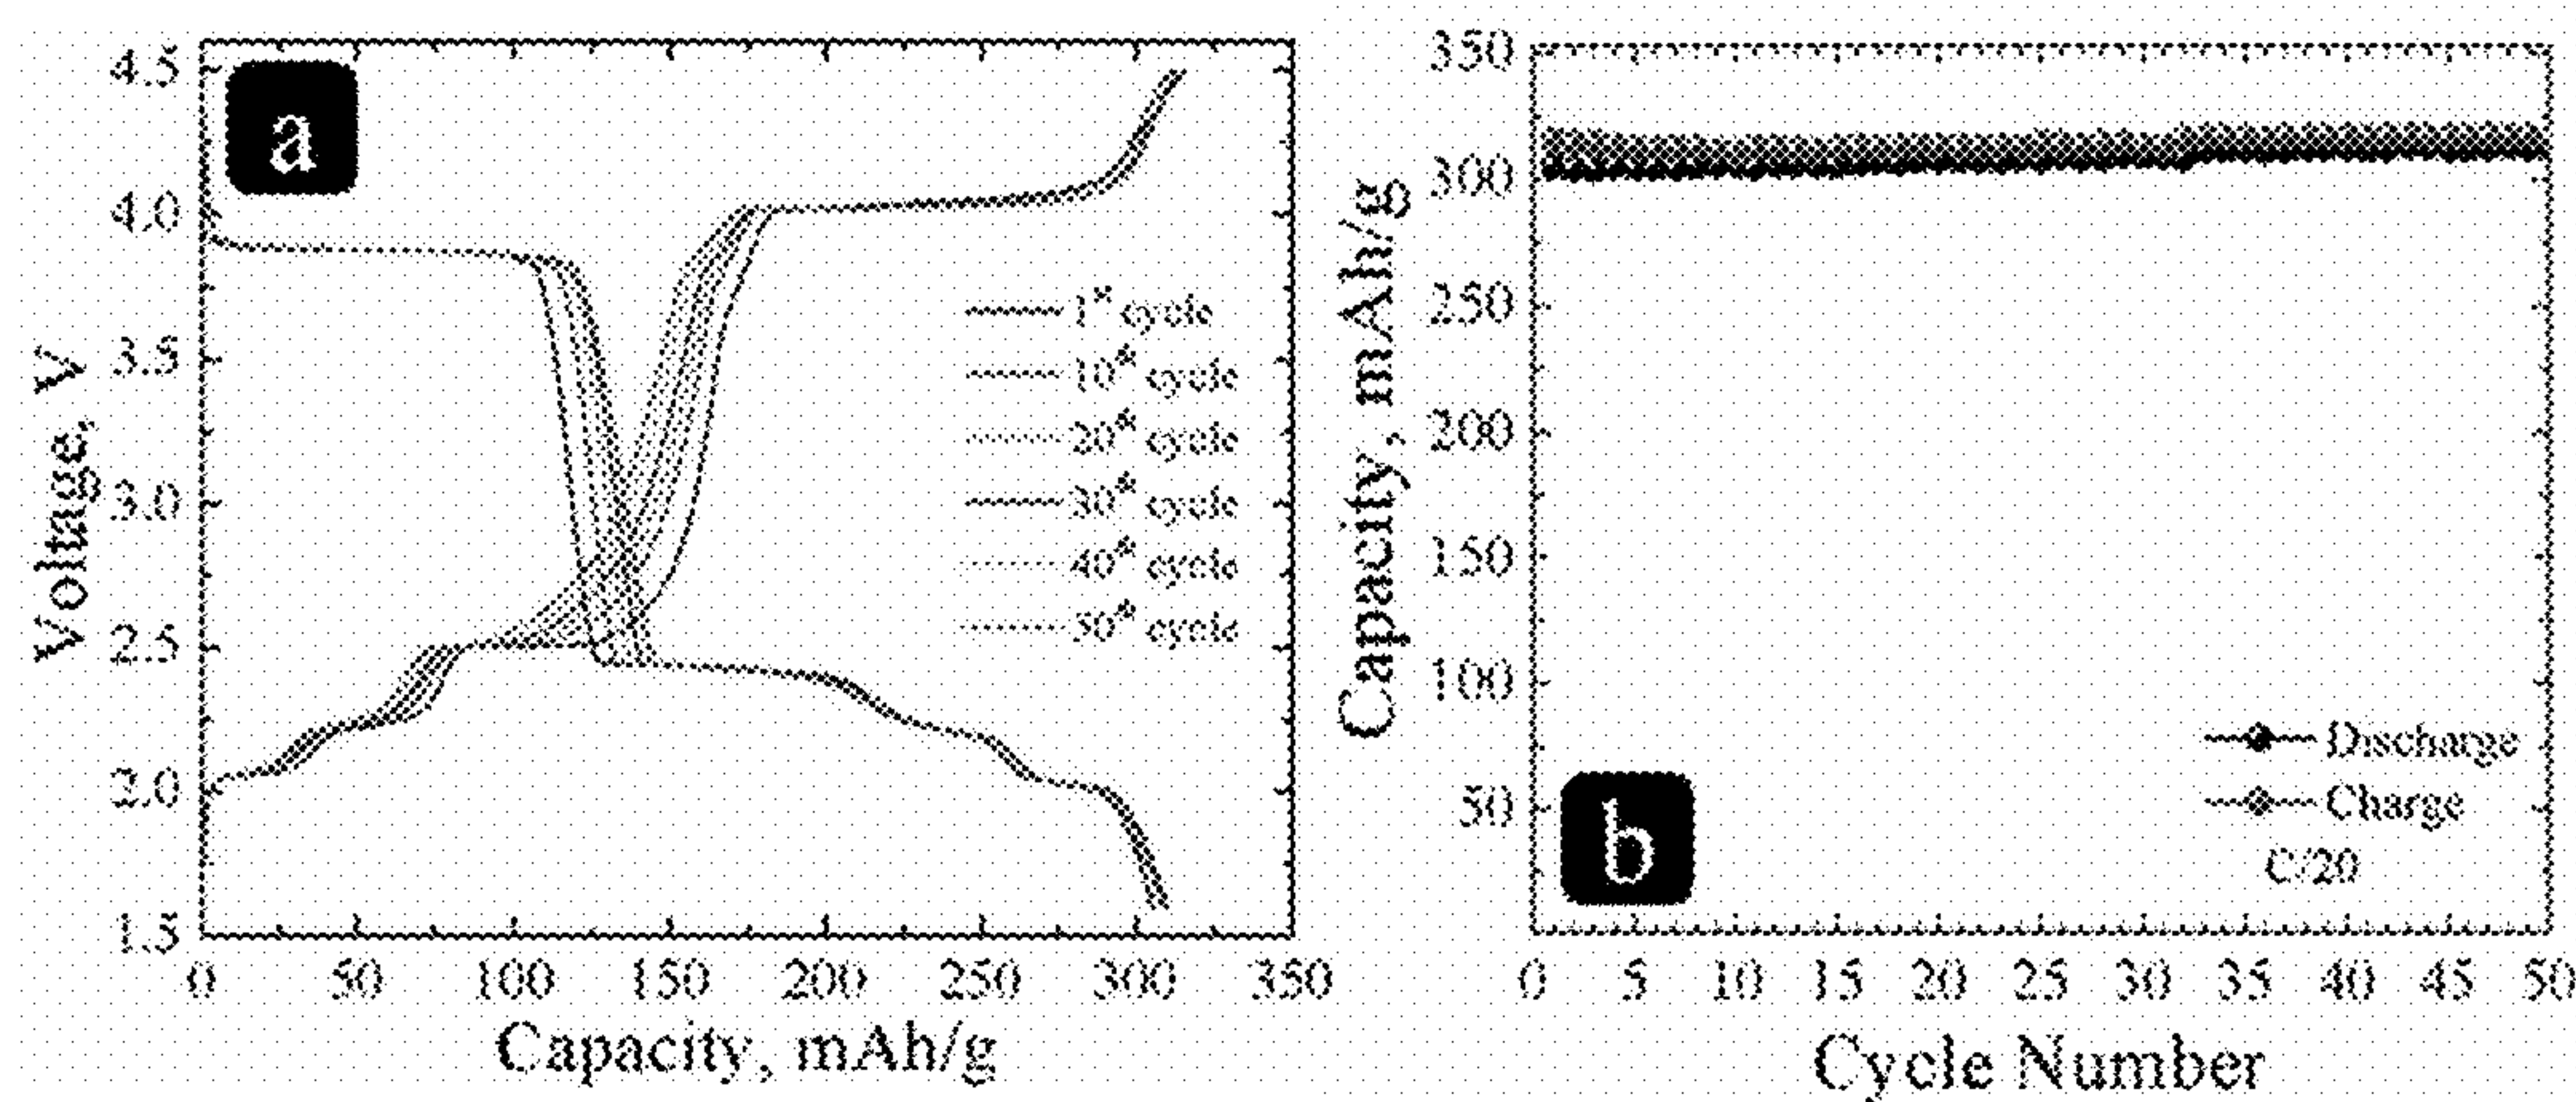 a
4.5
4.0
3.5
3.0
2.5
2.0
1.5
Voltage, V
1st cycle
10th cycle
20th cycle
30th cycle
40th cycle
50th cycle
0 50 100 150 200 250 300 350
Capacity, mAh/g
350
300
250
200
150
100
50
Capacity, mAh/g
Discharge
Charge
C/20
b
0 5 10 15 20 25 30 35 40 45 50
Cycle Number